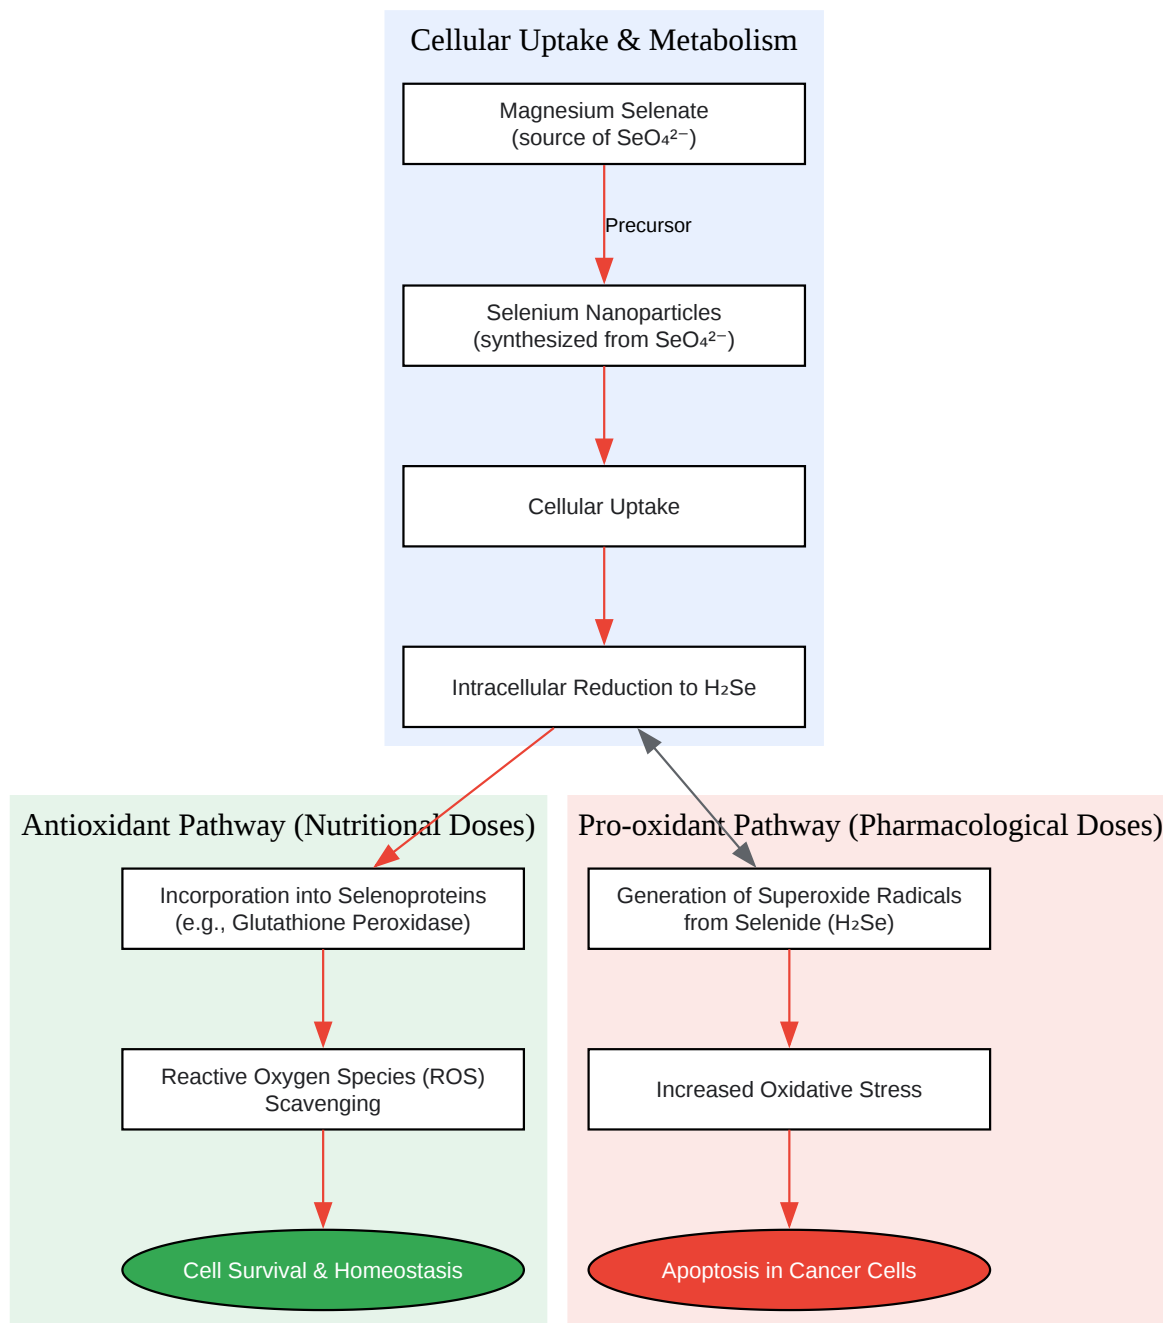 Cellular Uptake & Metabolism
Magnesium Selenate
(source of SeO₄²⁻)
Precursor
Selenium Nanoparticles
(synthesized from SeO₄²⁻)
Cellular Uptake
Intracellular Reduction to H₂Se
Antioxidant Pathway (Nutritional Doses)
Incorporation into Selenoproteins
(e.g., Glutathione Peroxidase)
Reactive Oxygen Species (ROS)
Scavenging
Cell Survival & Homeostasis
Pro-oxidant Pathway (Pharmacological Doses)
Generation of Superoxide Radicals
from Selenide (H₂Se)
Increased Oxidative Stress
Apoptosis in Cancer Cells